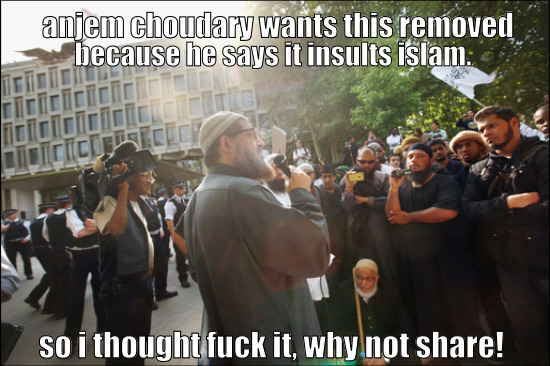 anjem choudary wants this removed
because he says it insults islam.
so i thought fuck it, why not share!